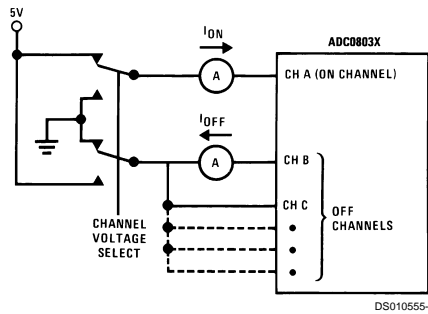 5V
ION
ADC0803X
A
CH A (ON CHANNEL)
IOFF
A
CH B
CH C
OFF
CHANNELS
CHANNEL
VOLTAGE
SELECT
DS010555-